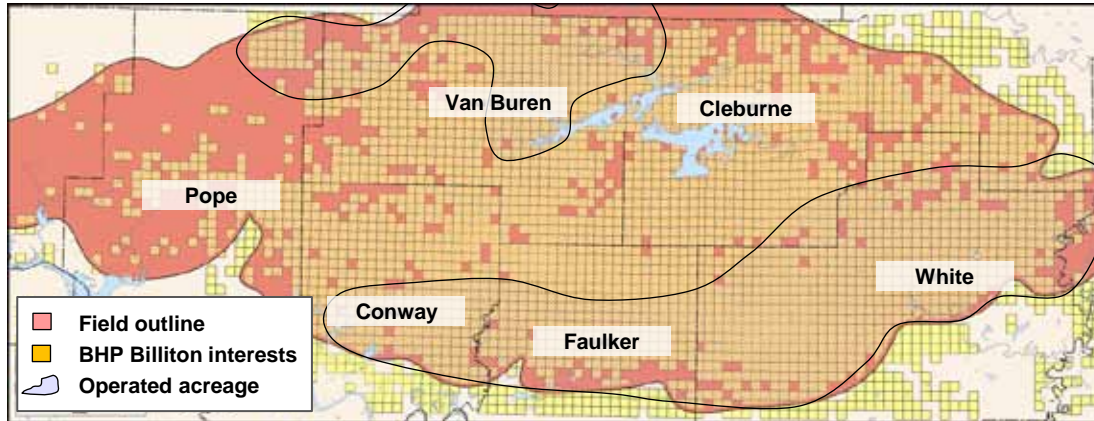 Van Buren
Cleburne
Pope
White
Conway
Faulker
Field outline
BHP Billiton interests
Operated acreage